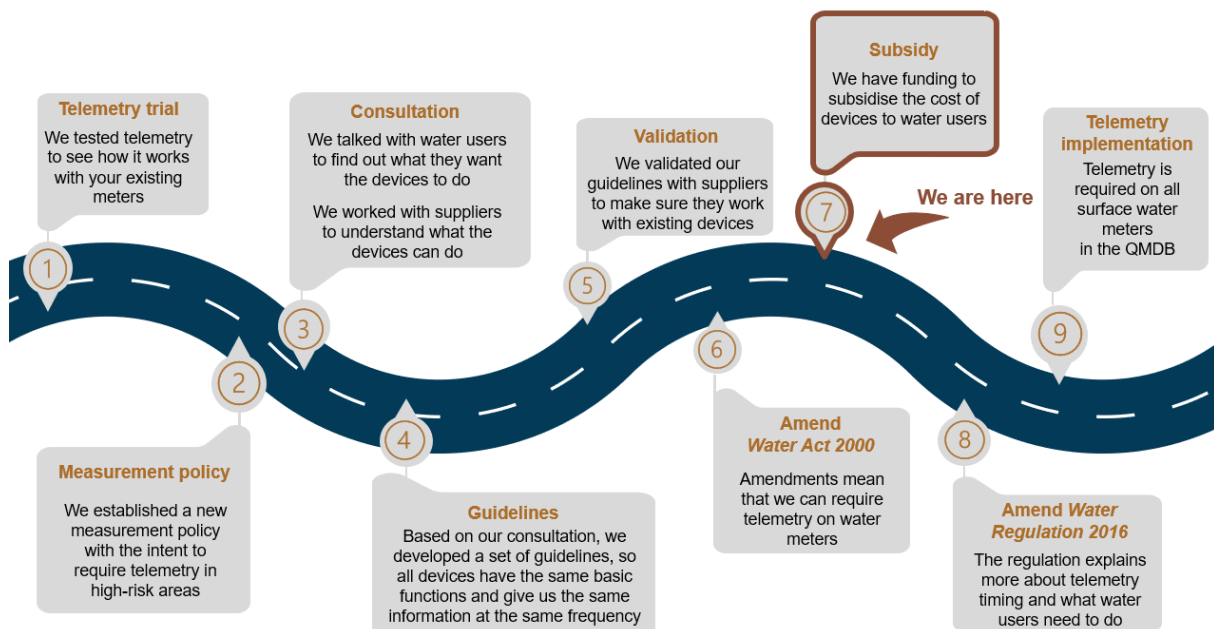 1
Telemetry trial
We tested telemetry
to see how it works
with your existing
meters
2
Measurement policy
We established a new
measurement policy
with the intent to
require telemetry in
high-risk areas
3
Consultation
We talked with water users
to find out what they want
the devices to do
We worked with suppliers
to understand what the
devices can do
4
Guidelines
Based on our consultation, we
developed a set of guidelines, so
all devices have the same basic
functions and give us the same
information at the same frequency
5
Validation
We validated our
guidelines with suppliers
to make sure they work
with existing devices
6
Amend
Water Act 2000
Amendments mean
that we can require
telemetry on water
meters
7
Subsidy
We have funding to
subsidise the cost of
devices to water users
We are here
8
Amend Water
Regulation 2016
The regulation explains
more about telemetry
timing and what water
users need to do
9
Telemetry
implementation
Telemetry is
required on all
surface water
meters
in the QMDB